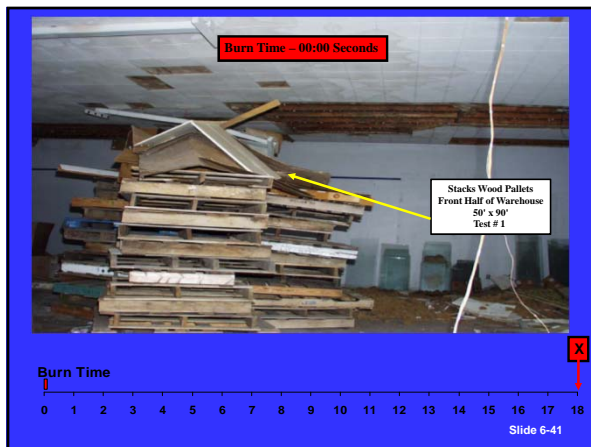 Burn Time -- 00:00 Seconds
Stacks Wood Pallets
Front Half of Warehouse
50' x 90'
Test # 1
X
Burn Time
0 1 2 3 4 5 6 7 8 9 10 11 12 13 14 15 16 17 18
Slide 6-41